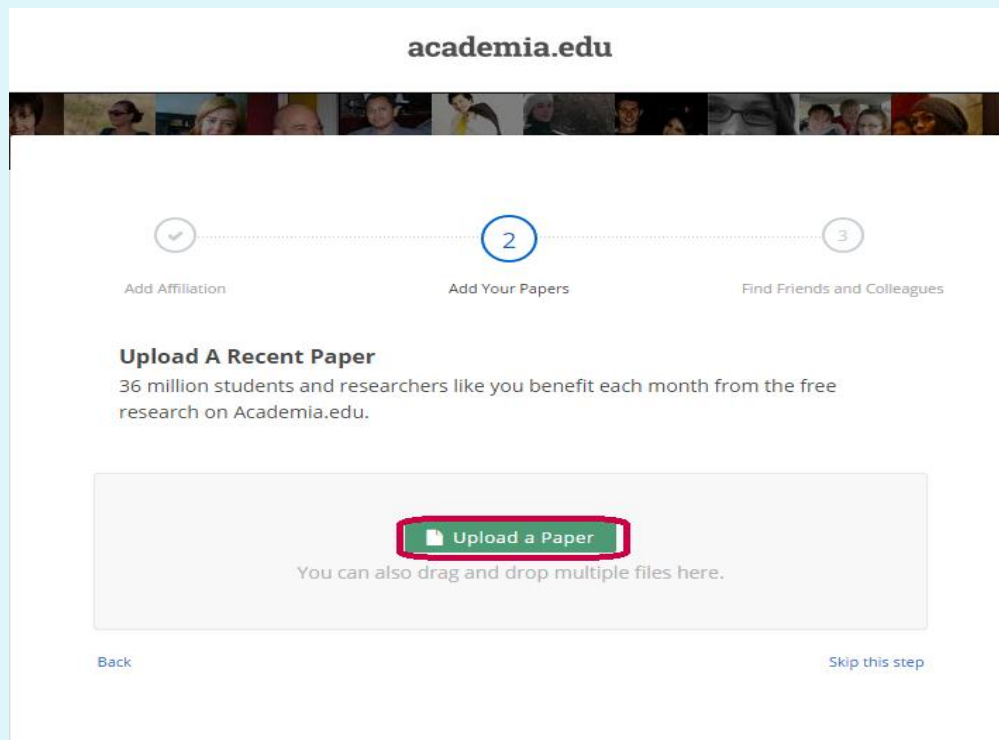 academia.edu
2
3
Add Affiliation
Add Your Papers
Find Friends and Colleagues
Upload A Recent Paper
36 million students and researchers like you benefit each month from the free
research on Academia.edu.
Upload a Paper
You can also drag and drop multiple files here.
Back
Skip this step